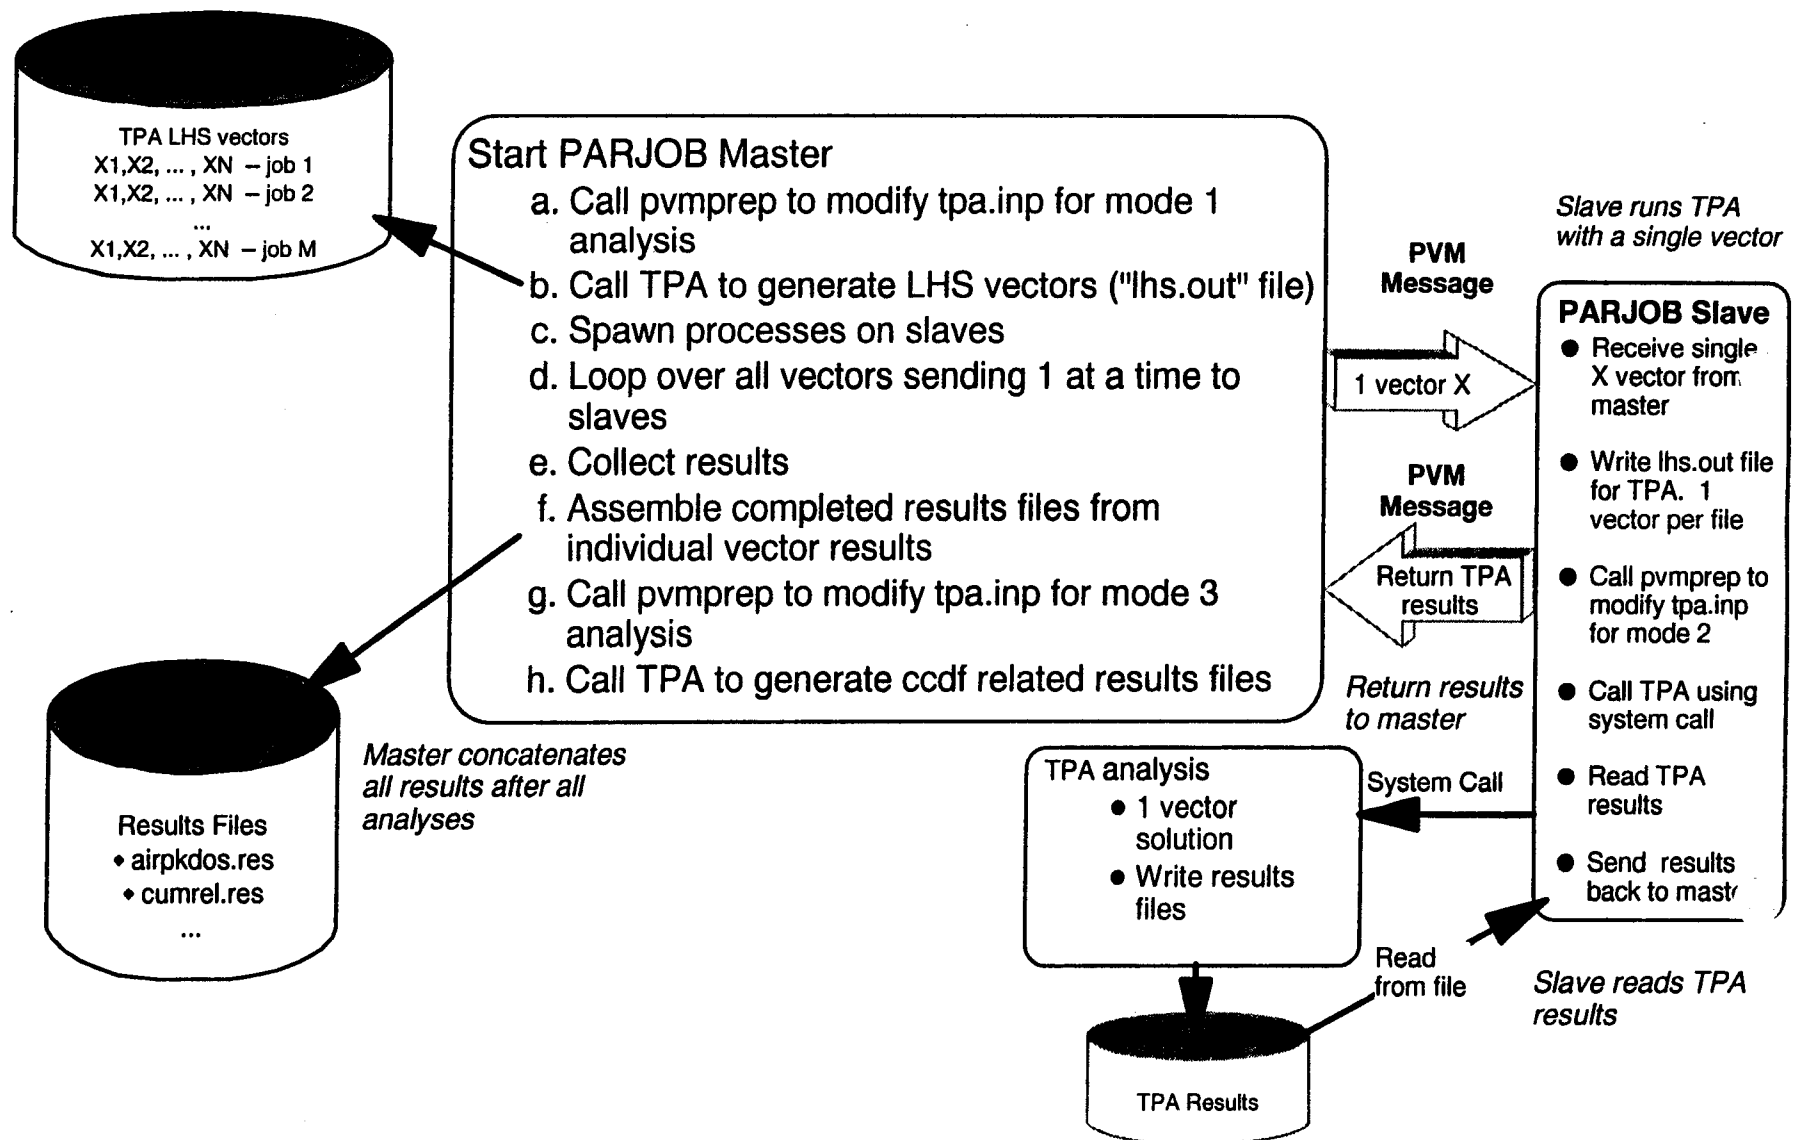 TPA LHS vectors
X1,X2, ... , XN – job 1
X1,X2, ... , XN – job 2
...
X1,X2, ... , XN – job M
Start PARJOB Master
a. Call pvmprep to modify tpa.inp for mode 1
analysis
b. Call TPA to generate LHS vectors ("lhs.out" file)
c. Spawn processes on slaves
d. Loop over all vectors sending 1 at a time to
slaves
e. Collect results
f. Assemble completed results files from
individual vector results
g. Call pvmprep to modify tpa.inp for mode 3
analysis
h. Call TPA to generate ccdf related results files
PVM
Message
1 vector X
PVM
Message
Return TPA
results
Return results
to master
Slave runs TPA
with a single vector
PARJOB Slave
● Receive single
X vector from
master
● Write lhs.out file
for TPA. 1
vector per file
● Call pvmprep to
modify tpa.inp
for mode 2
● Call TPA using
system call
● Read TPA
results
● Send results
back to
Master concatenates
all results after all
analyses
Results Files
♦ airpkdos.res
♦ cumrel.res
...
TPA analysis
● 1 vector
solution
● Write results
files
System Call
Read
from file
Slave reads TPA
results
TPA Results